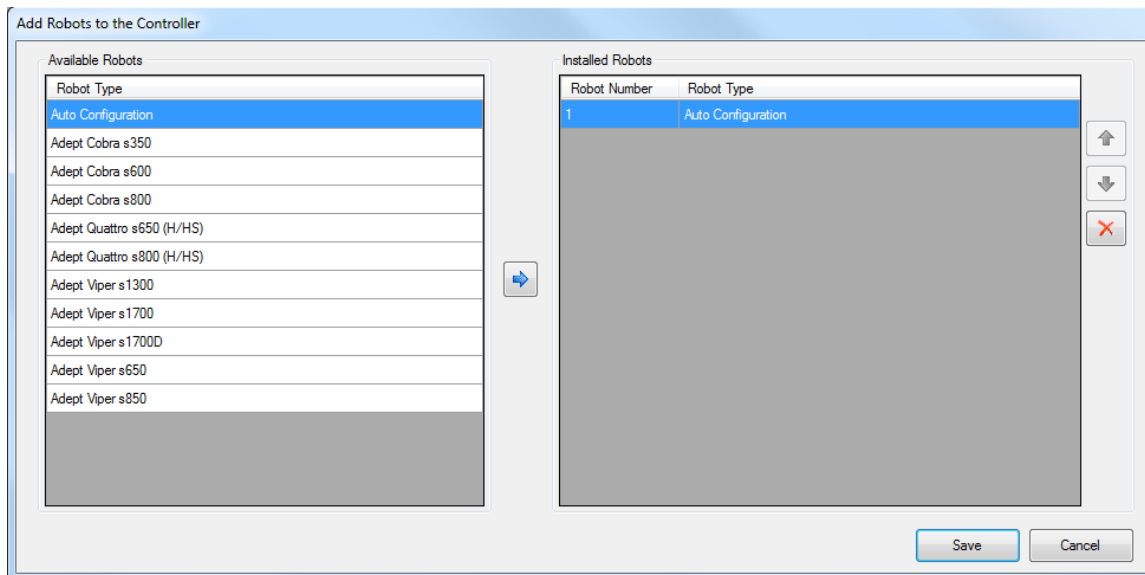 Add Robots to the Controller
Available Robots
Robot Type
Auto Configuration
Adept Cobra s350
Adept Cobra s600
Adept Cobra s800
Adept Quattro s650 (H/HS)
Adept Quattro s800 (H/HS)
Adept Viper s1300
Adept Viper s1700
Adept Viper s1700D
Adept Viper s650
Adept Viper s850
Installed Robots
Robot Number Robot Type
1 Auto Configuration
Save Cancel